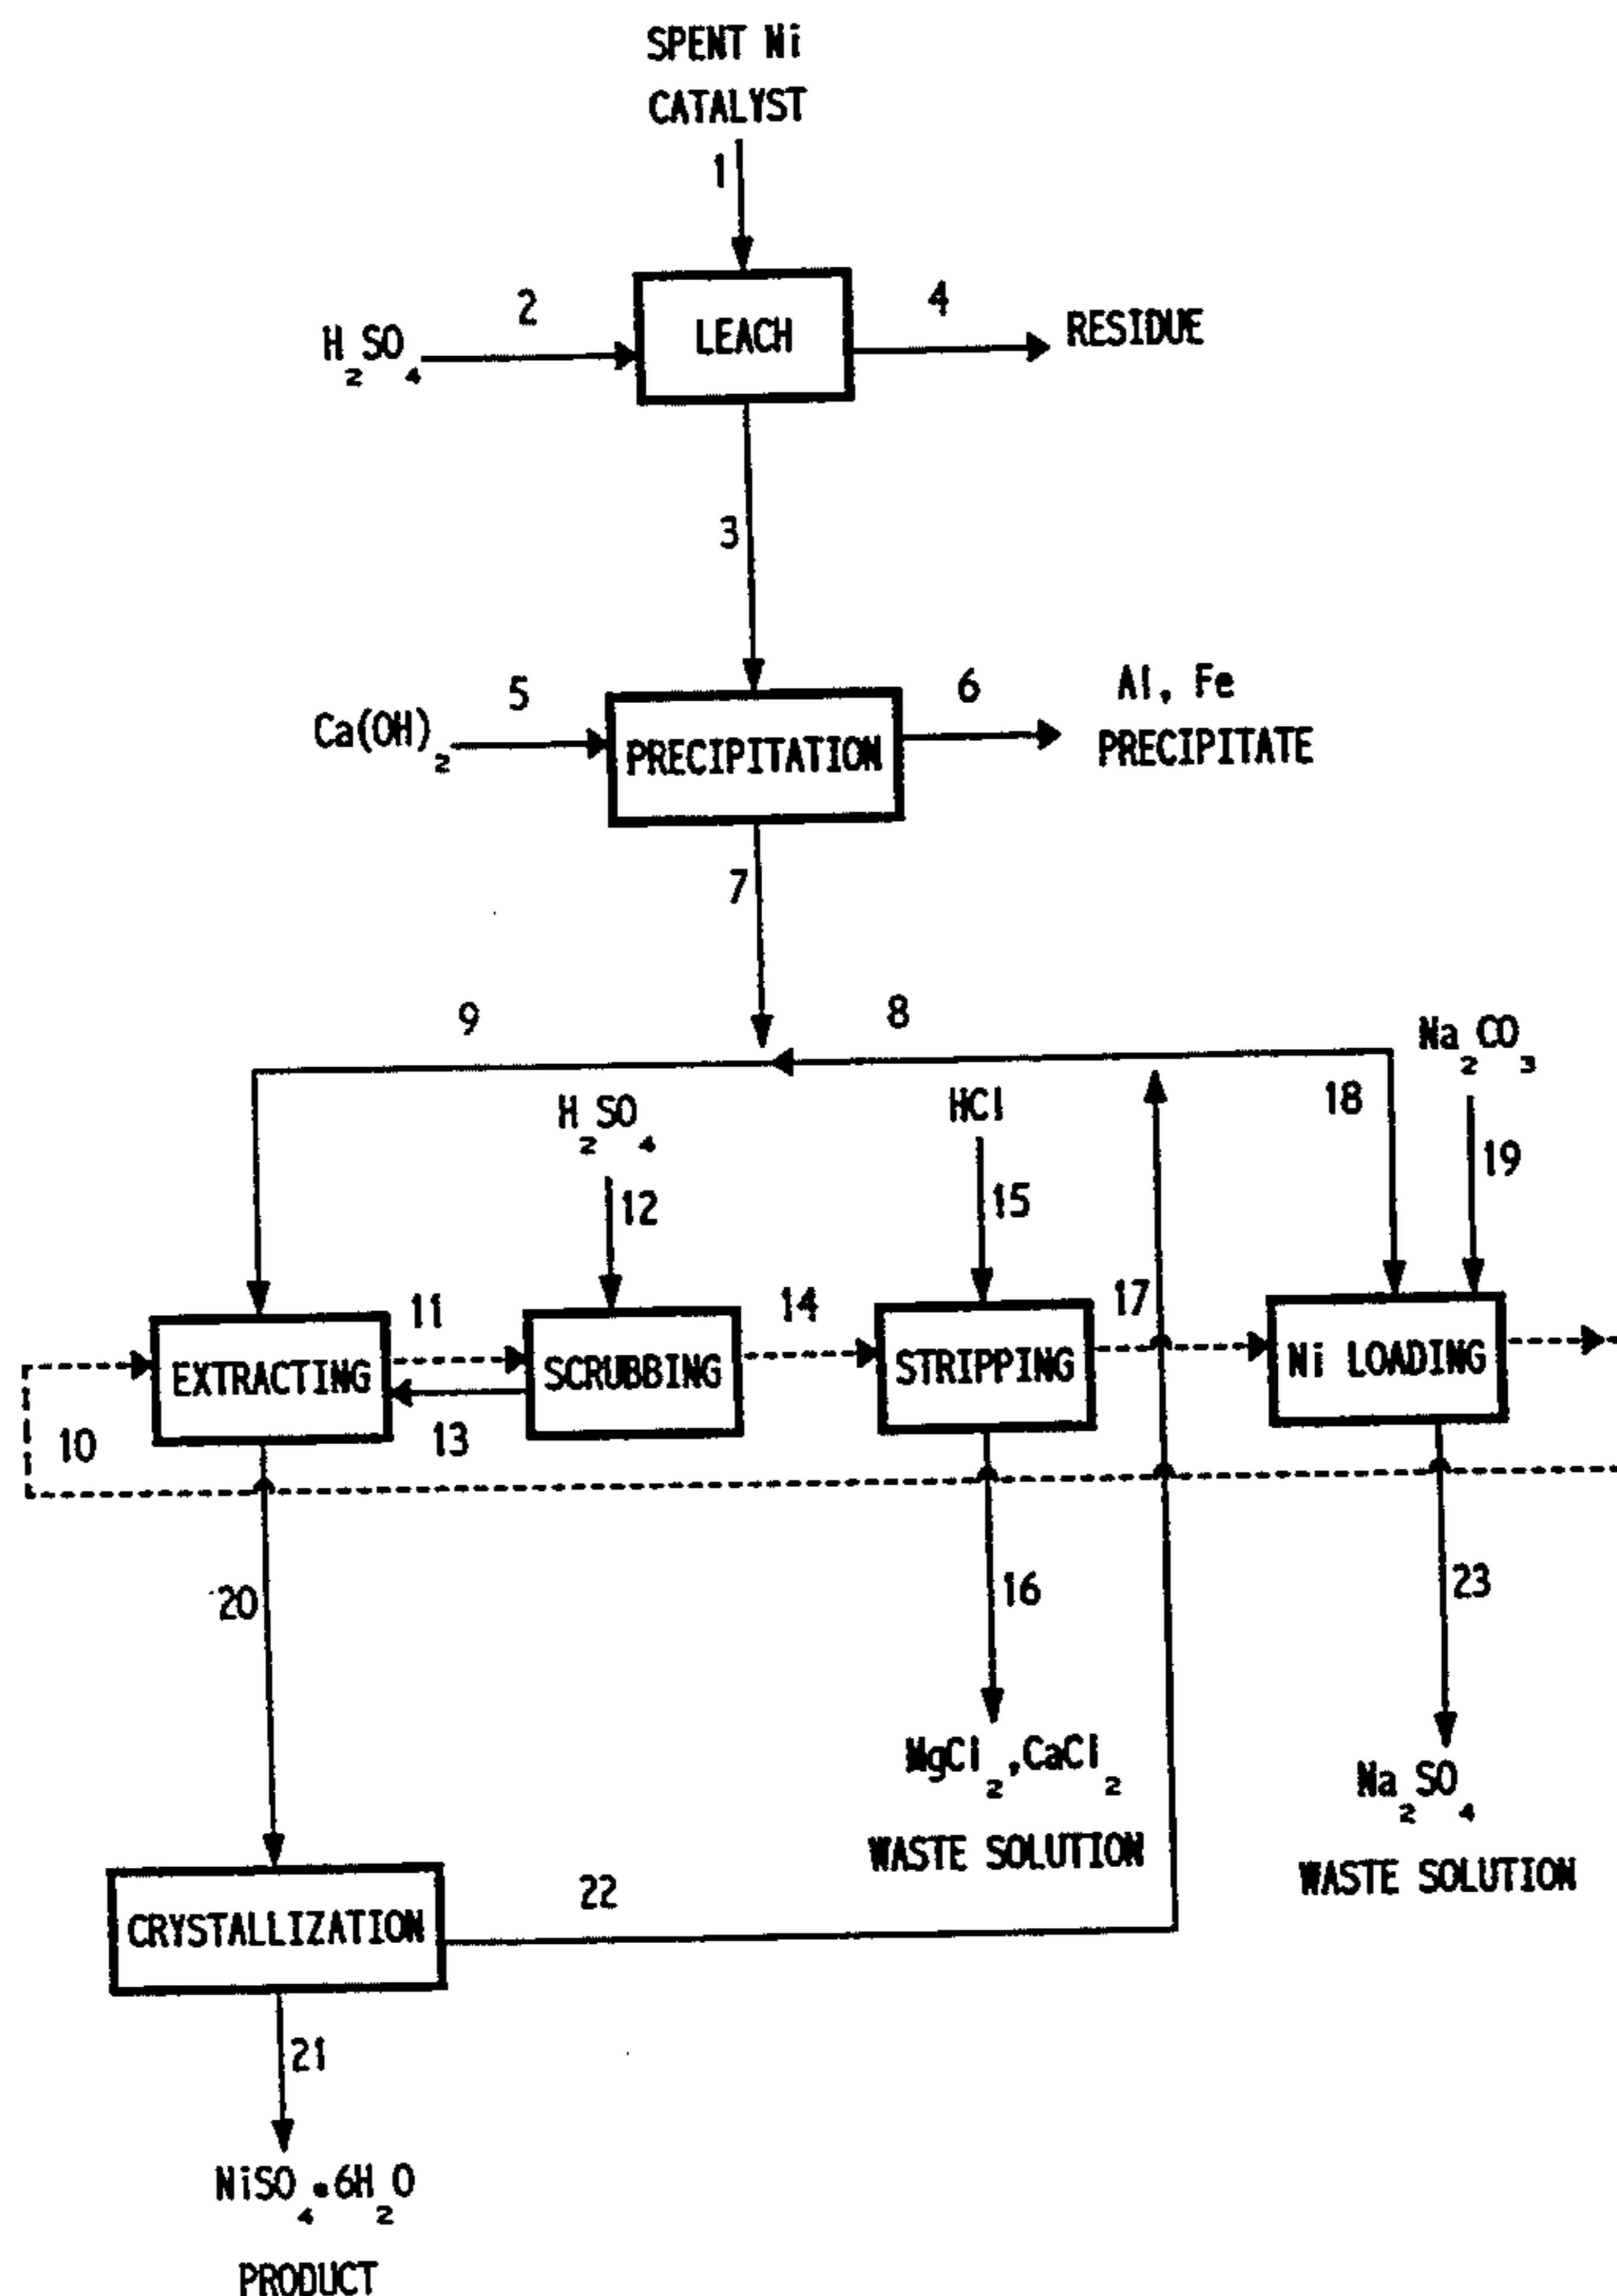 SPENT Ni
CATALYST
1
2
4
H₂SO₄
LEACH
RESIDUE
3
5
6
Al, Fe
Ca(OH)₂
PRECIPITATION
PRECIPITATE
7
9
8
Na₂CO₃
H₂SO₄
HCl
18
12
15
19
11
14
17
EXTRACTING
SCRUBBING
STRIPPING
Ni LOADING
10
13
20
16
23
MgCl₂,CaCl₂
WASTE SOLUTION
Na₂SO₄
WASTE SOLUTION
22
CRYSTALLIZATION
21
NiSO₄•6H₂O
PRODUCT